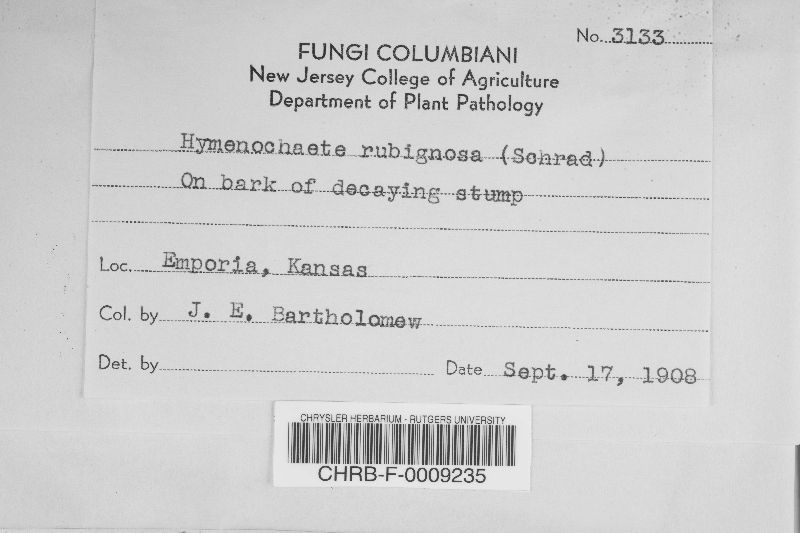 No. 3133
FUNGI COLUMBIANI
New Jersey College of Agriculture
Department of Plant Pathology
Hymenochaete rubignosa (Schrad)
On bark of decaying stump
Loc. Emporia, Kansas
Col. by J. E. Bartholomew
Det. by
Date Sept. 17, 1908
CHRYSLER HERBARIUM - RUTGERS UNIVERSITY
CHRB-F-0009235